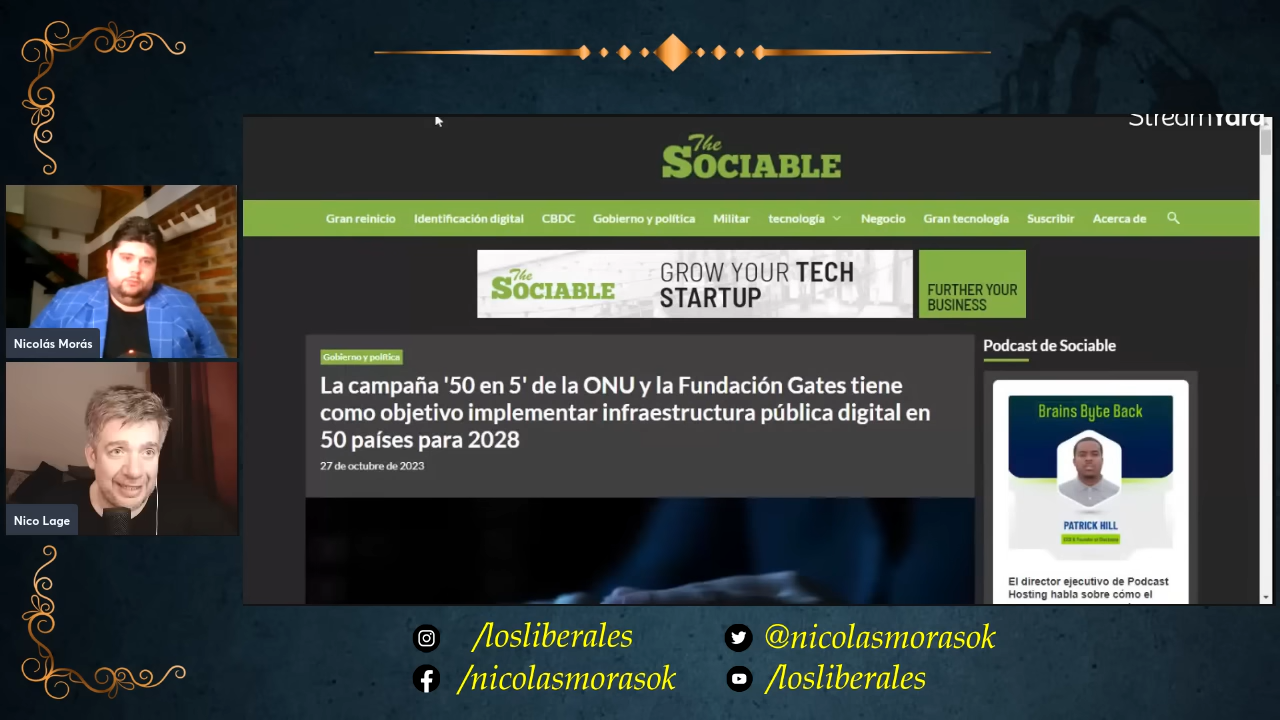 StreamYard
The
SOCIABLE
Gran reinicio Identificación digital CBDC Gobierno y política Militar tecnología Negocio Gran tecnología Suscribir Acerca de
The
SOCIABLE
GROW YOUR TECH
STARTUP
FURTHER YOUR
BUSINESS
Gobierno y política
La campaña '50 en 5' de la ONU y la Fundación Gates tiene
como objetivo implementar infraestructura pública digital en
50 países para 2028
27 de octubre de 2023
Podcast de Sociable
Brains Byte Back
PATRICK HILL
El director ejecutivo de Podcast
Hosting habla sobre cómo el
Nicolás Morás
Nico Lage
/losliberales
@nicolasmorasok
/nicolasmorasok
/losliberales